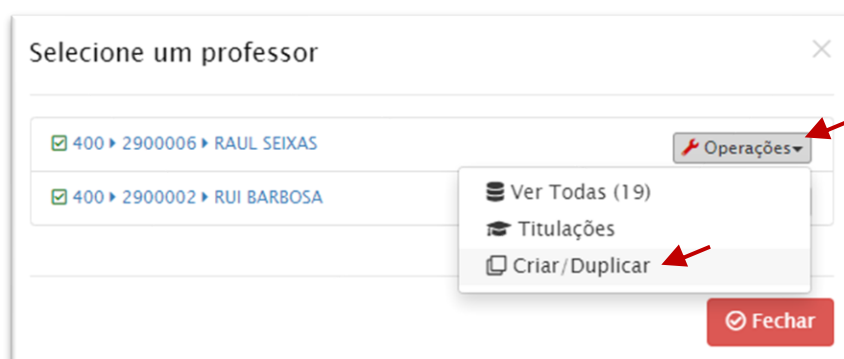 Selecione um professor
400 ▸ 2900006 ▸ RAUL SEIXAS
Operações
400 ▸ 2900002 ▸ RUI BARBOSA
Ver Todas (19)
Titulações
Criar/Duplicar
Fechar